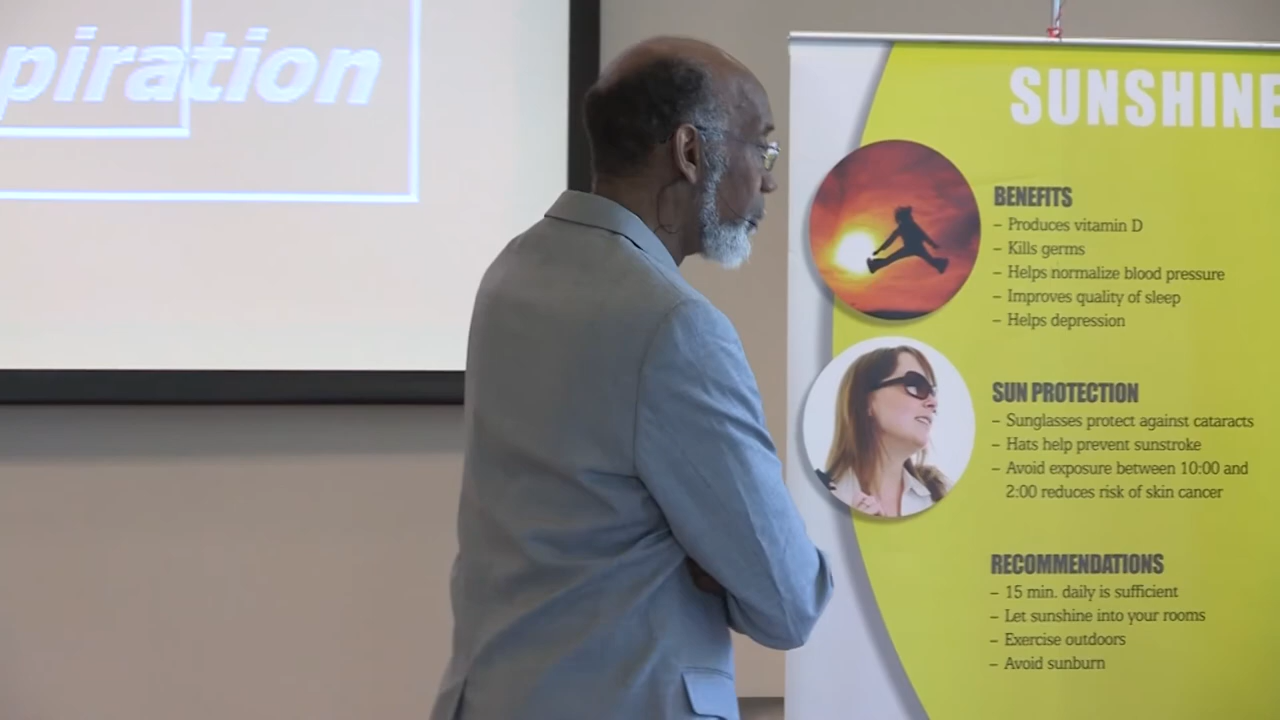 piration
SUNSHINE
BENEFITS
– Produces vitamin D
– Kills germs
– Helps normalize blood pressure
– Improves quality of sleep
– Helps depression
SUN PROTECTION
– Sunglasses protect against cataracts
– Hats help prevent sunstroke
– Avoid exposure between 10:00 and
2:00 reduces risk of skin cancer
RECOMMENDATIONS
– 15 min. daily is sufficient
– Let sunshine into your rooms
– Exercise outdoors
– Avoid sunburn